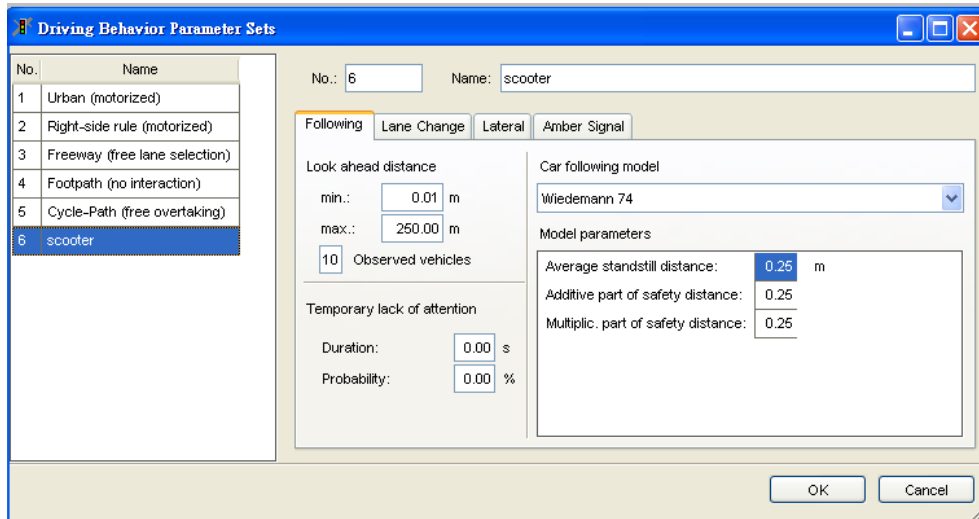 Driving Behavior Parameter Sets
No. Name
1 Urban (motorized)
2 Right-side rule (motorized)
3 Freeway (free lane selection)
4 Footpath (no interaction)
5 Cycle-Path (free overtaking)
6 scooter
No.: 6 Name: scooter
Following Lane Change Lateral Amber Signal
Look ahead distance
min.: 0.01 m
max.: 250.00 m
10 Observed vehicles
Temporary lack of attention
Duration: 0.00 s
Probability: 0.00 %
Car following model
Wiedemann 74
Model parameters
Average standstill distance: 0.25 m
Additive part of safety distance: 0.25
Multiplic. part of safety distance: 0.25
OK Cancel